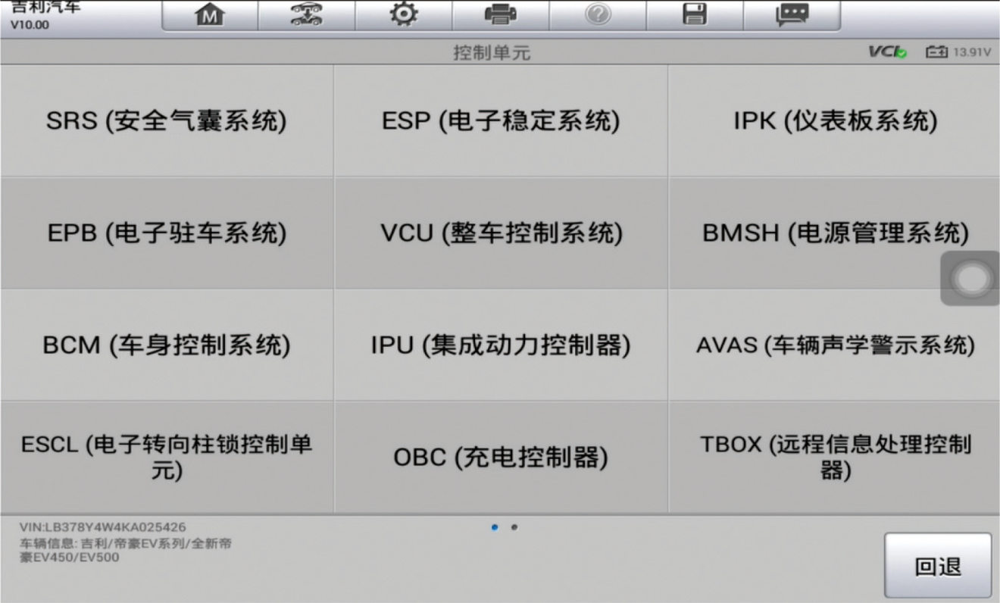 吉利汽车
V10.00
控制单元
VCI
13.91V
SRS (安全气囊系统)
ESP (电子稳定系统)
IPK (仪表板系统)
EPB (电子驻车系统)
VCU (整车控制系统)
BMSH (电源管理系统)
BCM (车身控制系统)
IPU (集成动力控制器)
AVAS (车辆声学警示系统)
ESCL (电子转向柱锁控制单
元)
OBC (充电控制器)
TBOX (远程信息处理控制
器)
VIN:LB378Y4W4KA025426
车辆信息: 吉利/帝豪EV系列/全新帝
豪EV450/EV500
回退